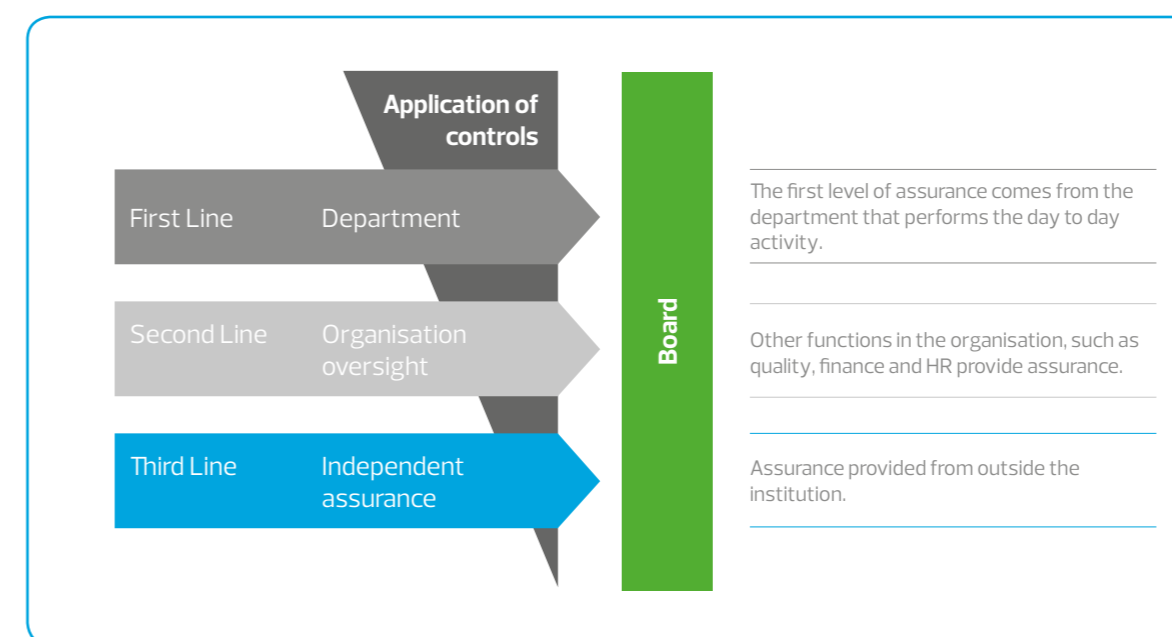 Application of
controls
First Line
Department
The first level of assurance comes from the
department that performs the day to day
activity.
Second Line
Organisation
oversight
Board
Other functions in the organisation, such as
quality, finance and HR provide assurance.
Third Line
Independent
assurance
Assurance provided from outside the
institution.